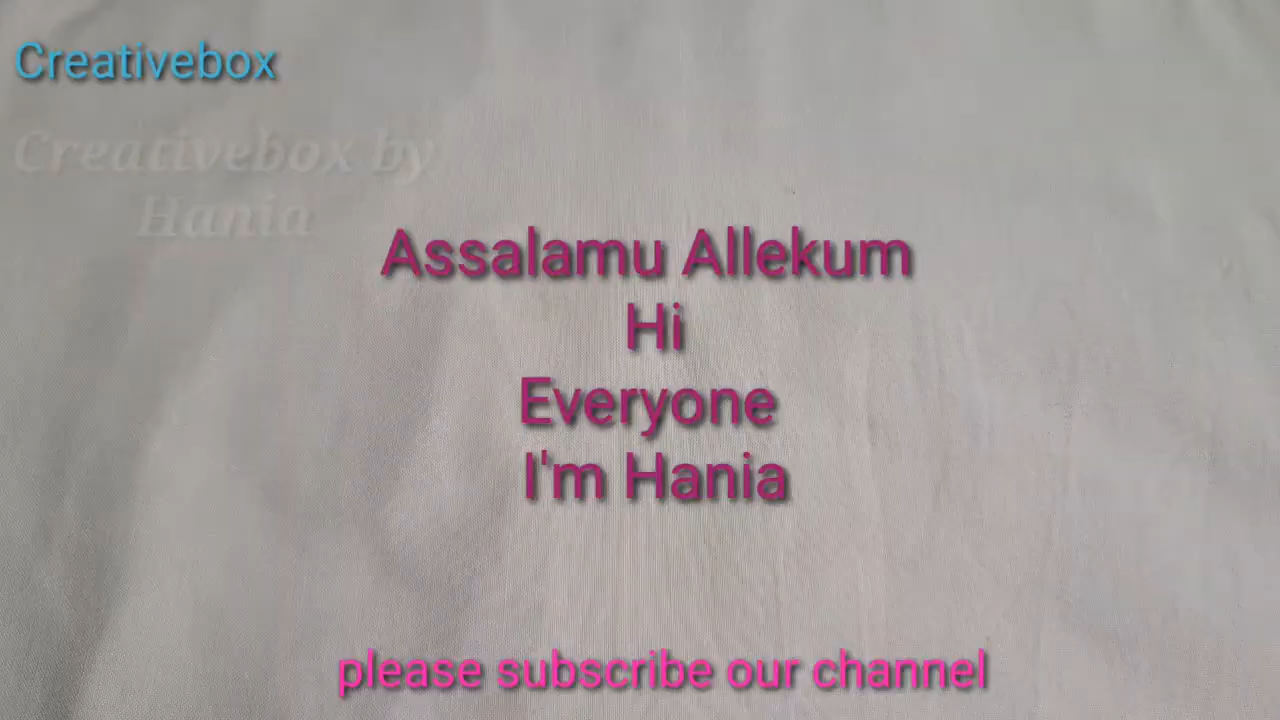 Creativebox
Creativebox by
Hania
Assalamu Allekum
Hi
Everyone
I'm Hania
please subscribe our channel